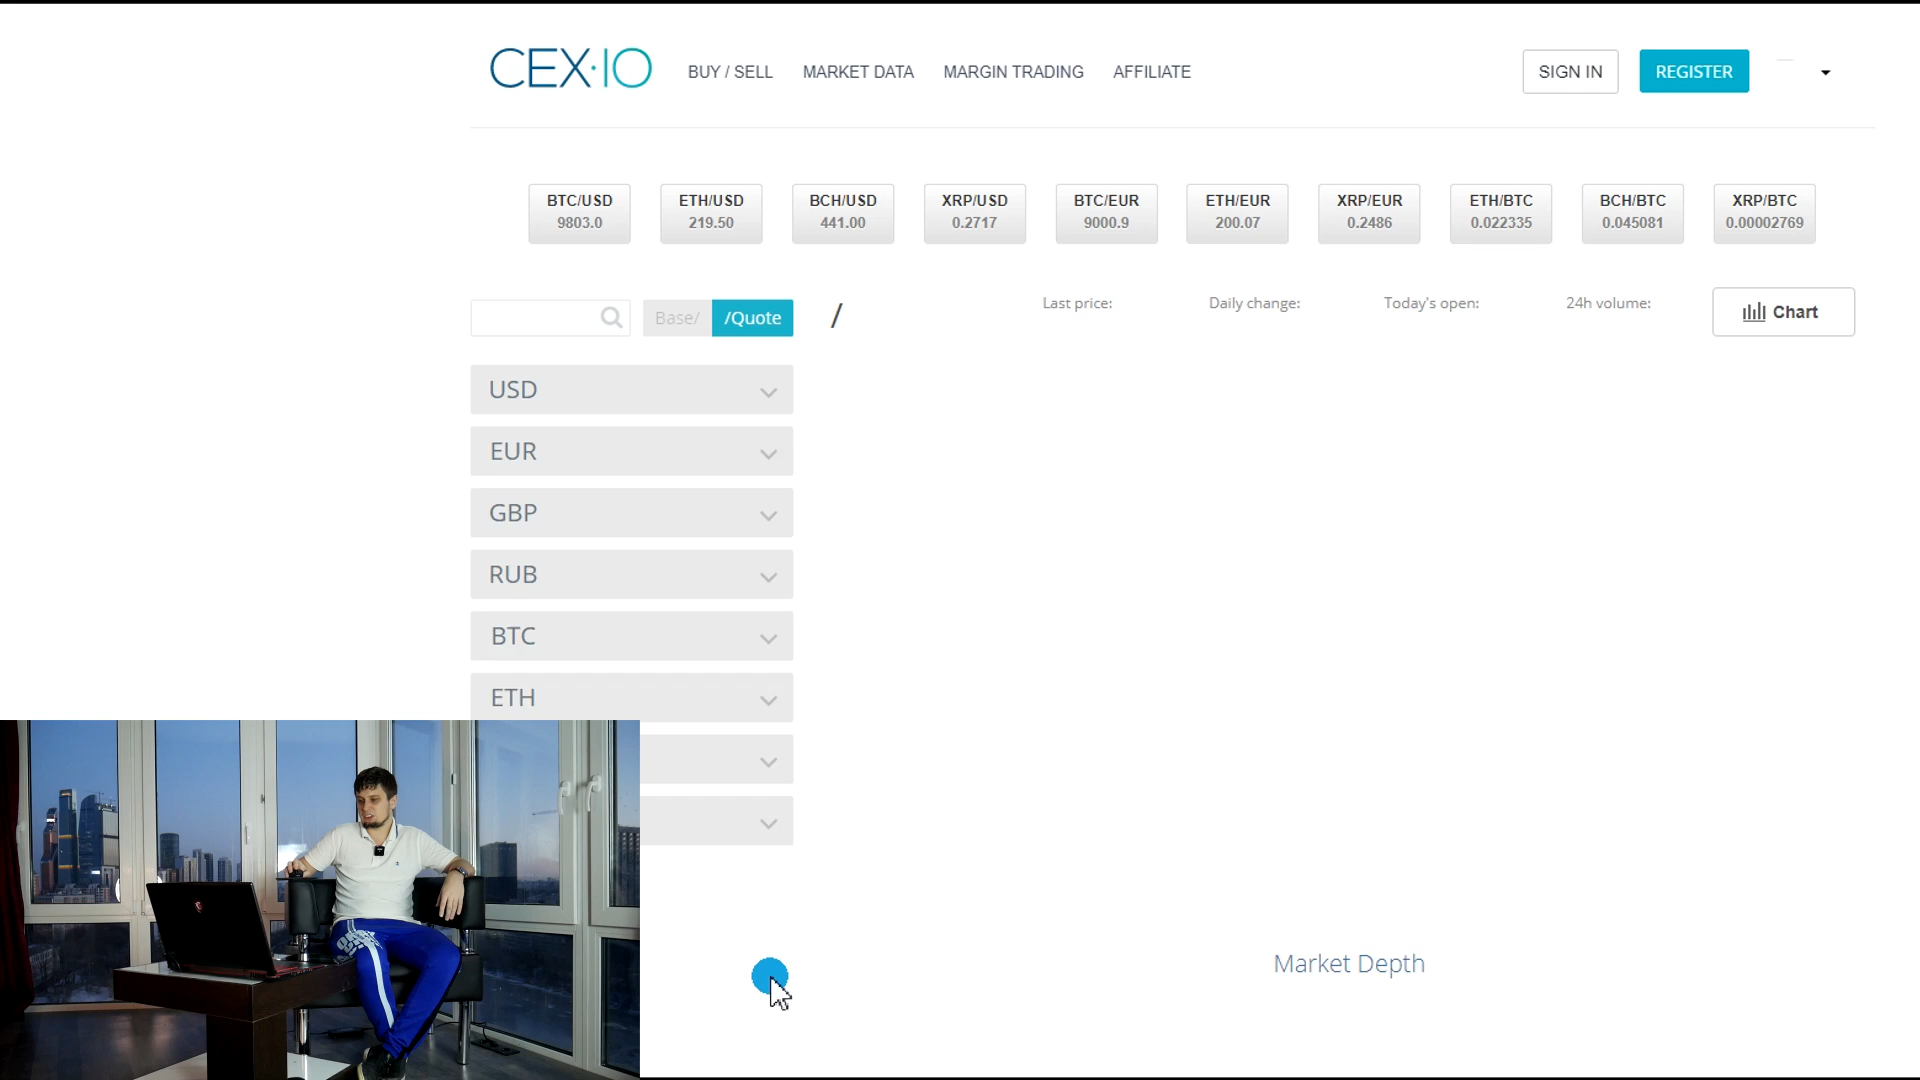 CEX·IO BUY / SELL MARKET DATA MARGIN TRADING AFFILIATE SIGN IN REGISTER
BTC/USD ETH/USD BCH/USD XRP/USD BTC/EUR ETH/EUR XRP/EUR ETH/BTC BCH/BTC XRP/BTC
9803.0 219.50 441.00 0.2717 9000.9 200.07 0.2486 0.022335 0.045081 0.00002769
Base/ /Quote / Last price: Daily change: Today's open: 24h volume: Chart
USD
EUR
GBP
RUB
BTC
ETH
Market Depth